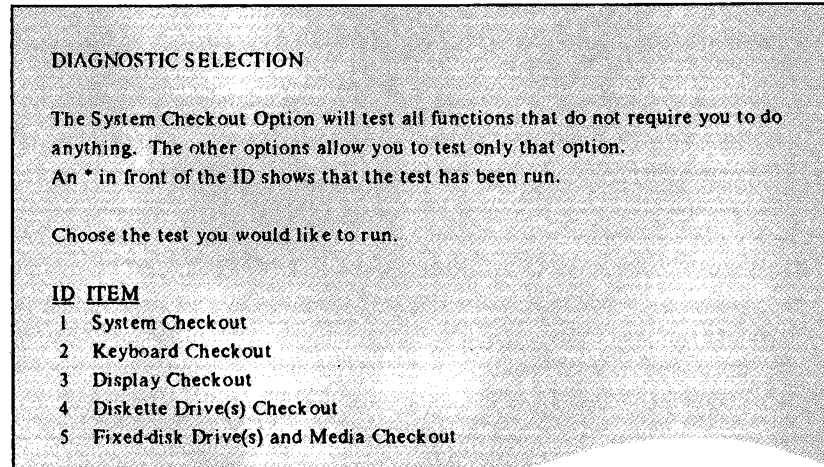 DIAGNOSTIC SELECTION
The System Checkout Option will test all functions that do not require you to do
anything. The other options allow you to test only that option.
An * in front of the ID shows that the test has been run.
Choose the test you would like to run.
ID ITEM
1 System Checkout
2 Keyboard Checkout
3 Display Checkout
4 Diskette Drive(s) Checkout
5 Fixed-disk Drive(s) and Media Checkout